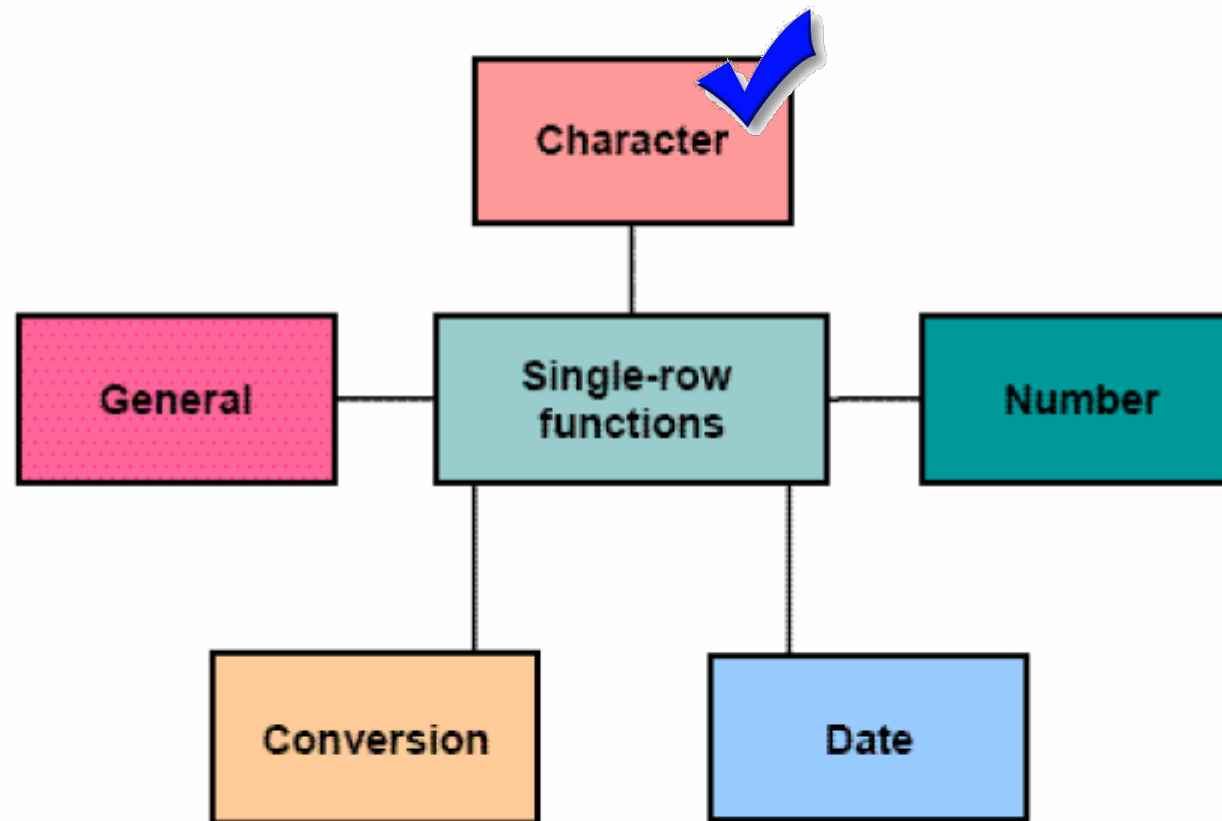 Character
General
Single-row
functions
Number
Conversion
Date